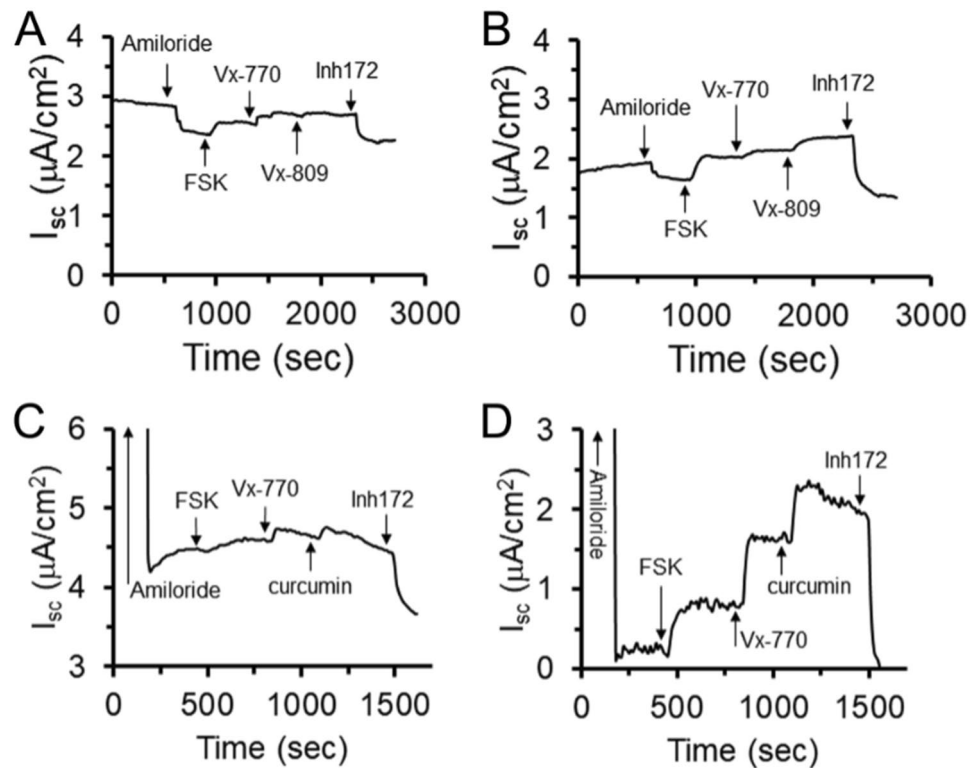 A
4
3
2
1
0
Isc (μA/cm2)
Amiloride
Vx-770
Inh172
FSK
Vx-809
0 1000 2000 3000
Time (sec)
B
4
3
2
1
0
Isc (μA/cm2)
Amiloride
Vx-770
Inh172
FSK
Vx-809
0 1000 2000 3000
Time (sec)
C
6
5
4
3
Isc (μA/cm2)
Amiloride
FSK
Vx-770
curcumin
Inh172
0 500 1000 1500
Time (sec)
D
3
2
1
0
Isc (μA/cm2)
Amiloride
FSK
Vx-770
curcumin
Inh172
0 500 1000 1500
Time (sec)